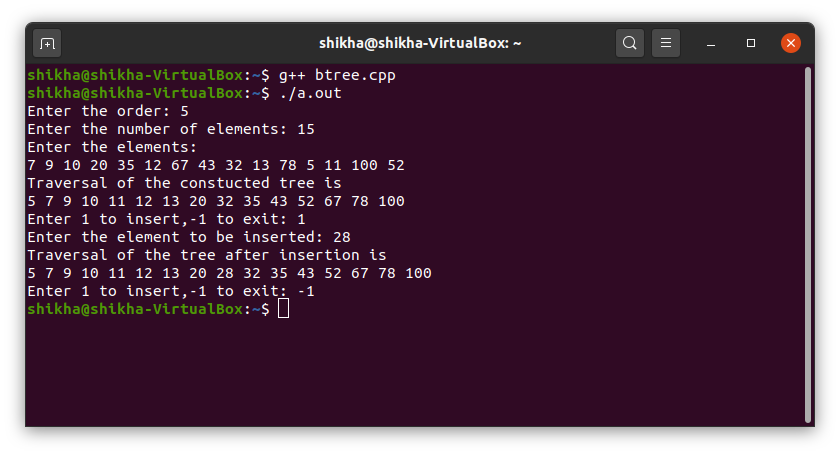 shikha@shikha-VirtualBox: ~
shikha@shikha-VirtualBox:~$ g++ btree.cpp
shikha@shikha-VirtualBox:~$ ./a.out
Enter the order: 5
Enter the number of elements: 15
Enter the elements:
7 9 10 20 35 12 67 43 32 13 78 5 11 100 52
Traversal of the constucted tree is
5 7 9 10 11 12 13 20 32 35 43 52 67 78 100
Enter 1 to insert,-1 to exit: 1
Enter the element to be inserted: 28
Traversal of the tree after insertion is
5 7 9 10 11 12 13 20 28 32 35 43 52 67 78 100
Enter 1 to insert,-1 to exit: -1
shikha@shikha-VirtualBox:~$